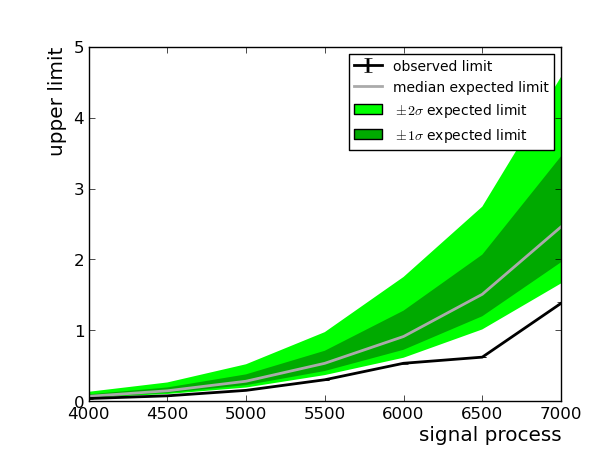 upper limit
5
4
3
2
1
0
observed limit
median expected limit
±2σ expected limit
±1σ expected limit
4000 4500 5000 5500 6000 6500 7000
signal process